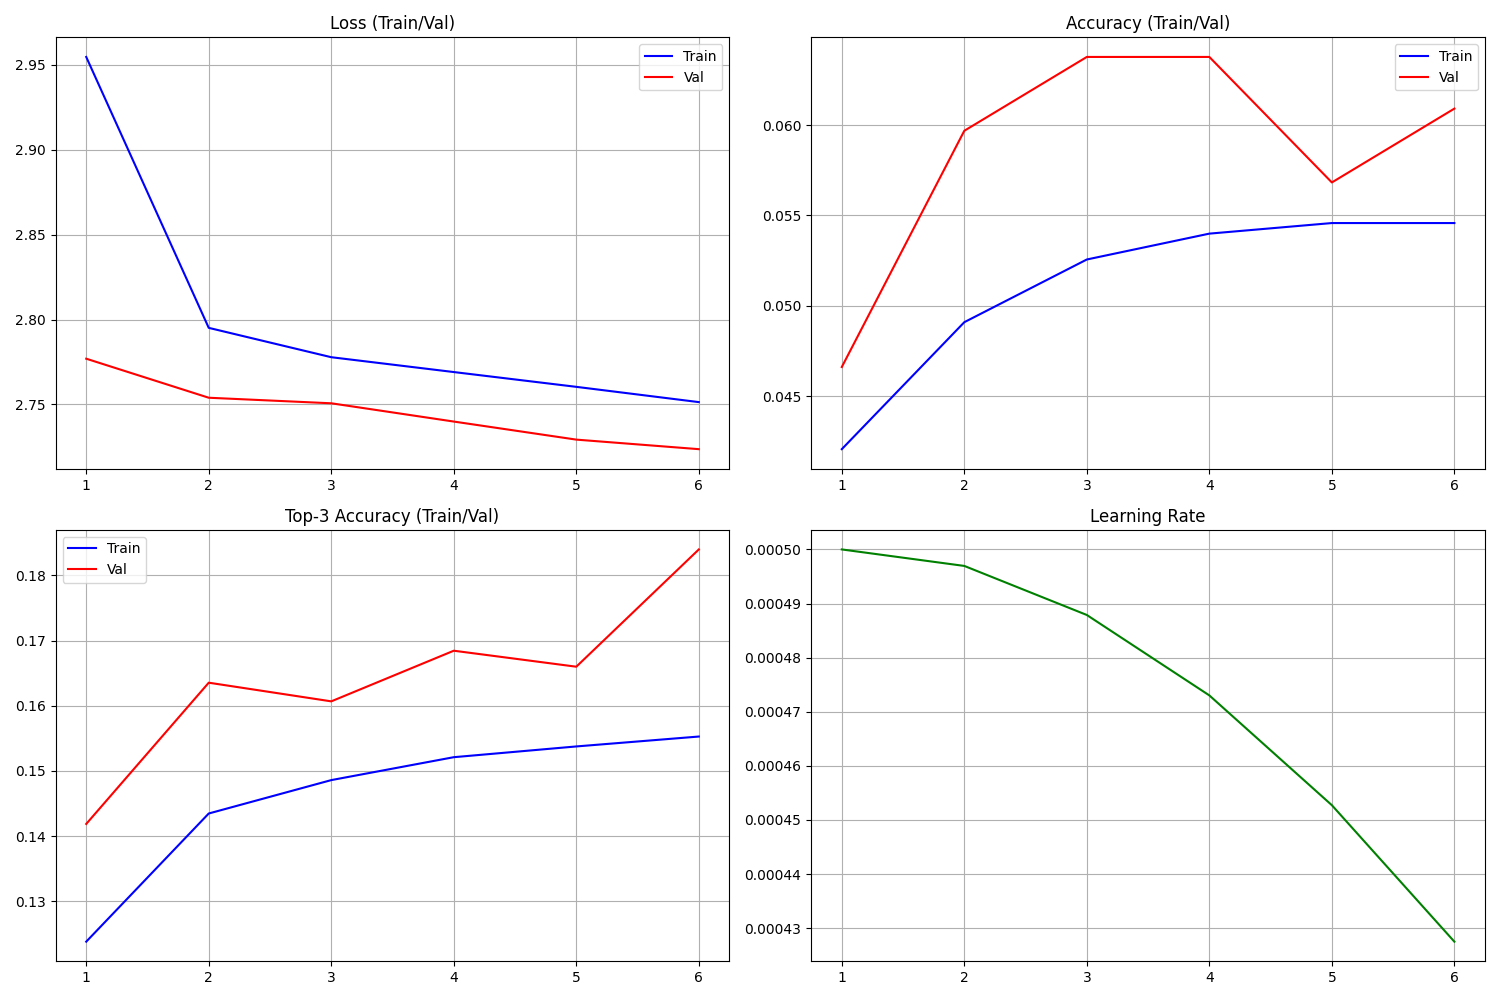 Loss (Train/Val)
Train
Val
2.95
2.90
2.85
2.80
2.75
1 2 3 4 5 6
Accuracy (Train/Val)
Train
Val
0.060
0.055
0.050
0.045
1 2 3 4 5 6
Top-3 Accuracy (Train/Val)
Train
Val
0.18
0.17
0.16
0.15
0.14
0.13
1 2 3 4 5 6
Learning Rate
0.00050
0.00049
0.00048
0.00047
0.00046
0.00045
0.00044
0.00043
1 2 3 4 5 6